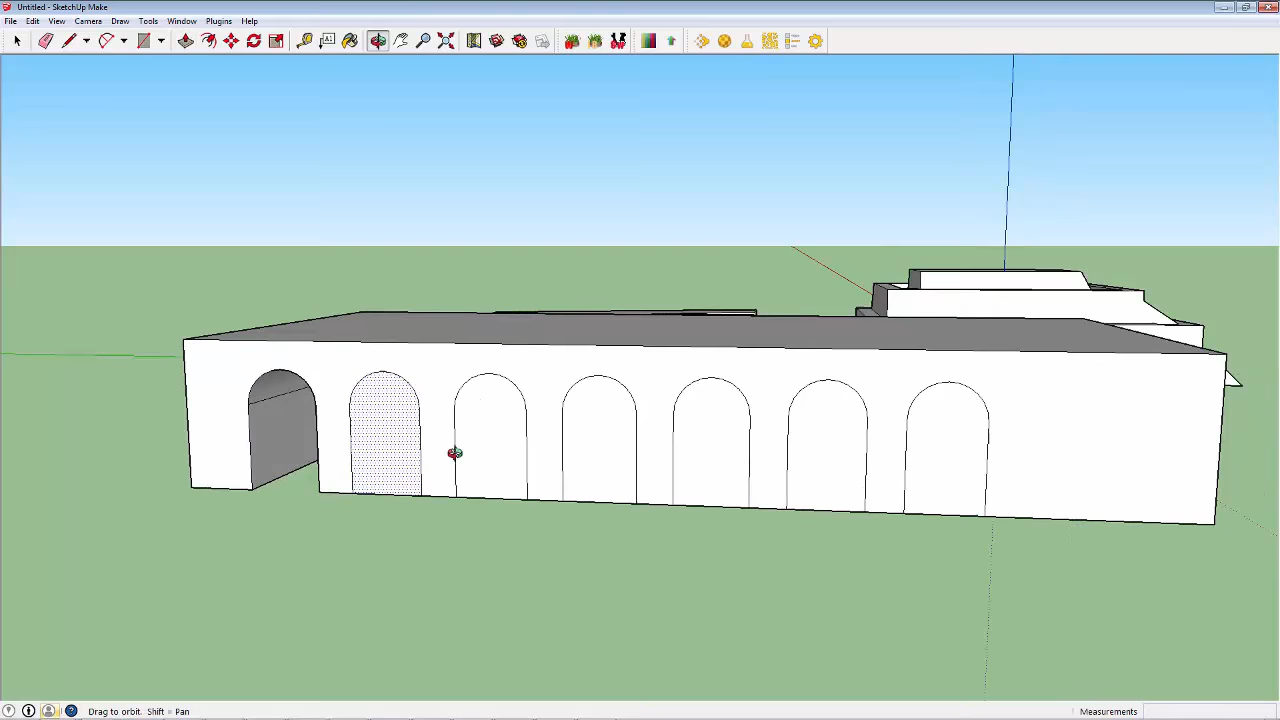 Untitled - SketchUp Make
File Edit View Camera Draw Tools Window Plugins Help
Drag to orbit. Shift = Pan
Measurements